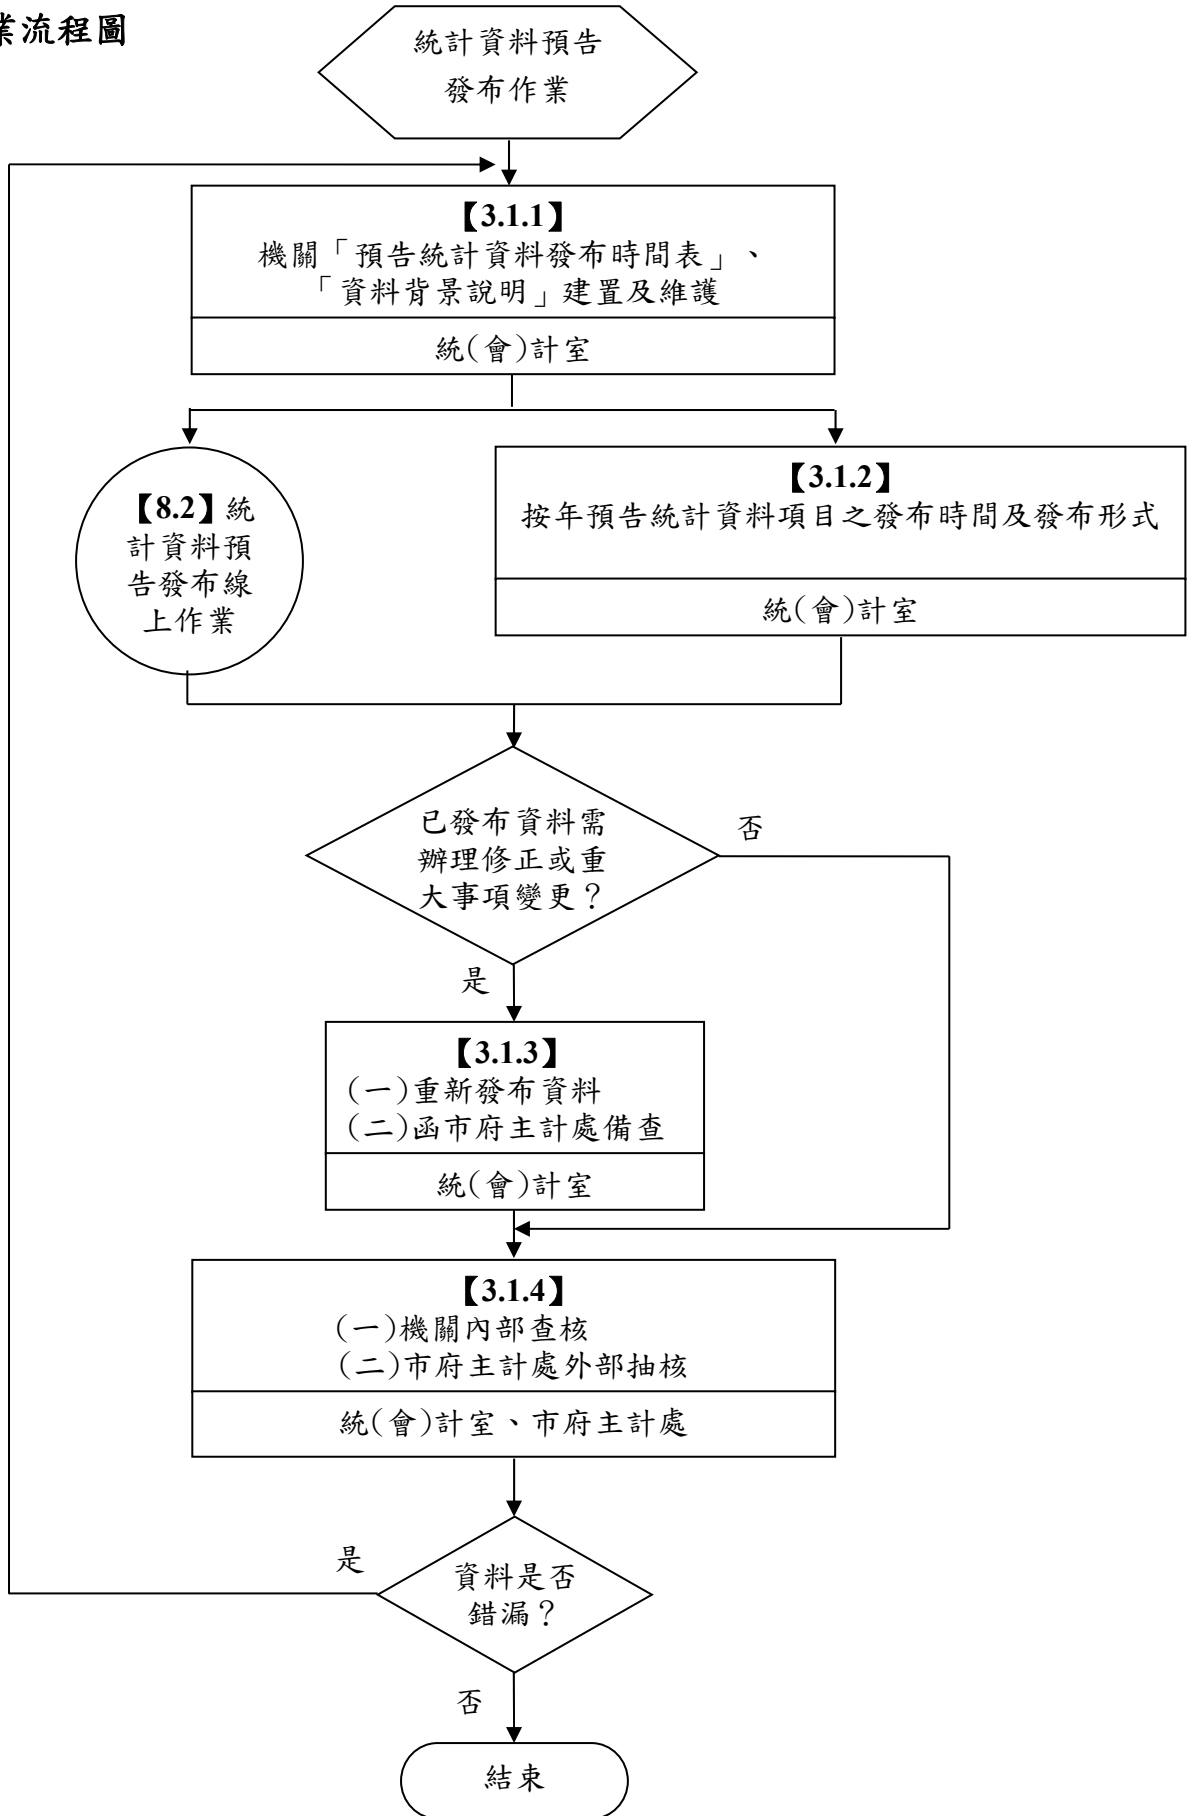 業流程圖
統計資料預告
發布作業
【3.1.1】
機關「預告統計資料發布時間表」、
「資料背景說明」建置及維護
統(會)計室
【8.2】統
計資料預
告發布線
上作業
【3.1.2】
按年預告統計資料項目之發布時間及發布形式
統(會)計室
已發布資料需
辦理修正或重
大事項變更？
否
是
【3.1.3】
(一)重新發布資料
(二)函市府主計處備查
統(會)計室
【3.1.4】
(一)機關內部查核
(二)市府主計處外部抽核
統(會)計室、市府主計處
是
資料是否
錯漏？
否
結束